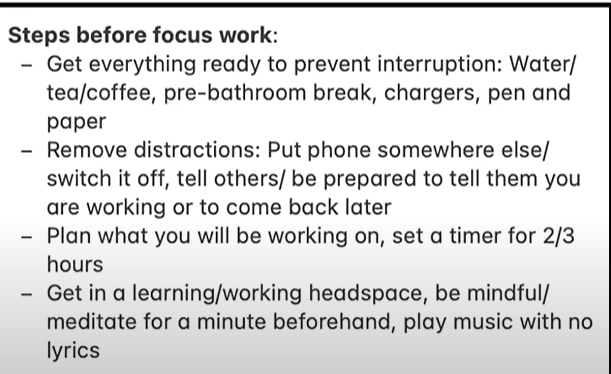 Steps before focus work:
– Get everything ready to prevent interruption: Water/
tea/coffee, pre-bathroom break, chargers, pen and
paper
– Remove distractions: Put phone somewhere else/
switch it off, tell others/ be prepared to tell them you
are working or to come back later
– Plan what you will be working on, set a timer for 2/3
hours
– Get in a learning/working headspace, be mindful/
meditate for a minute beforehand, play music with no
lyrics